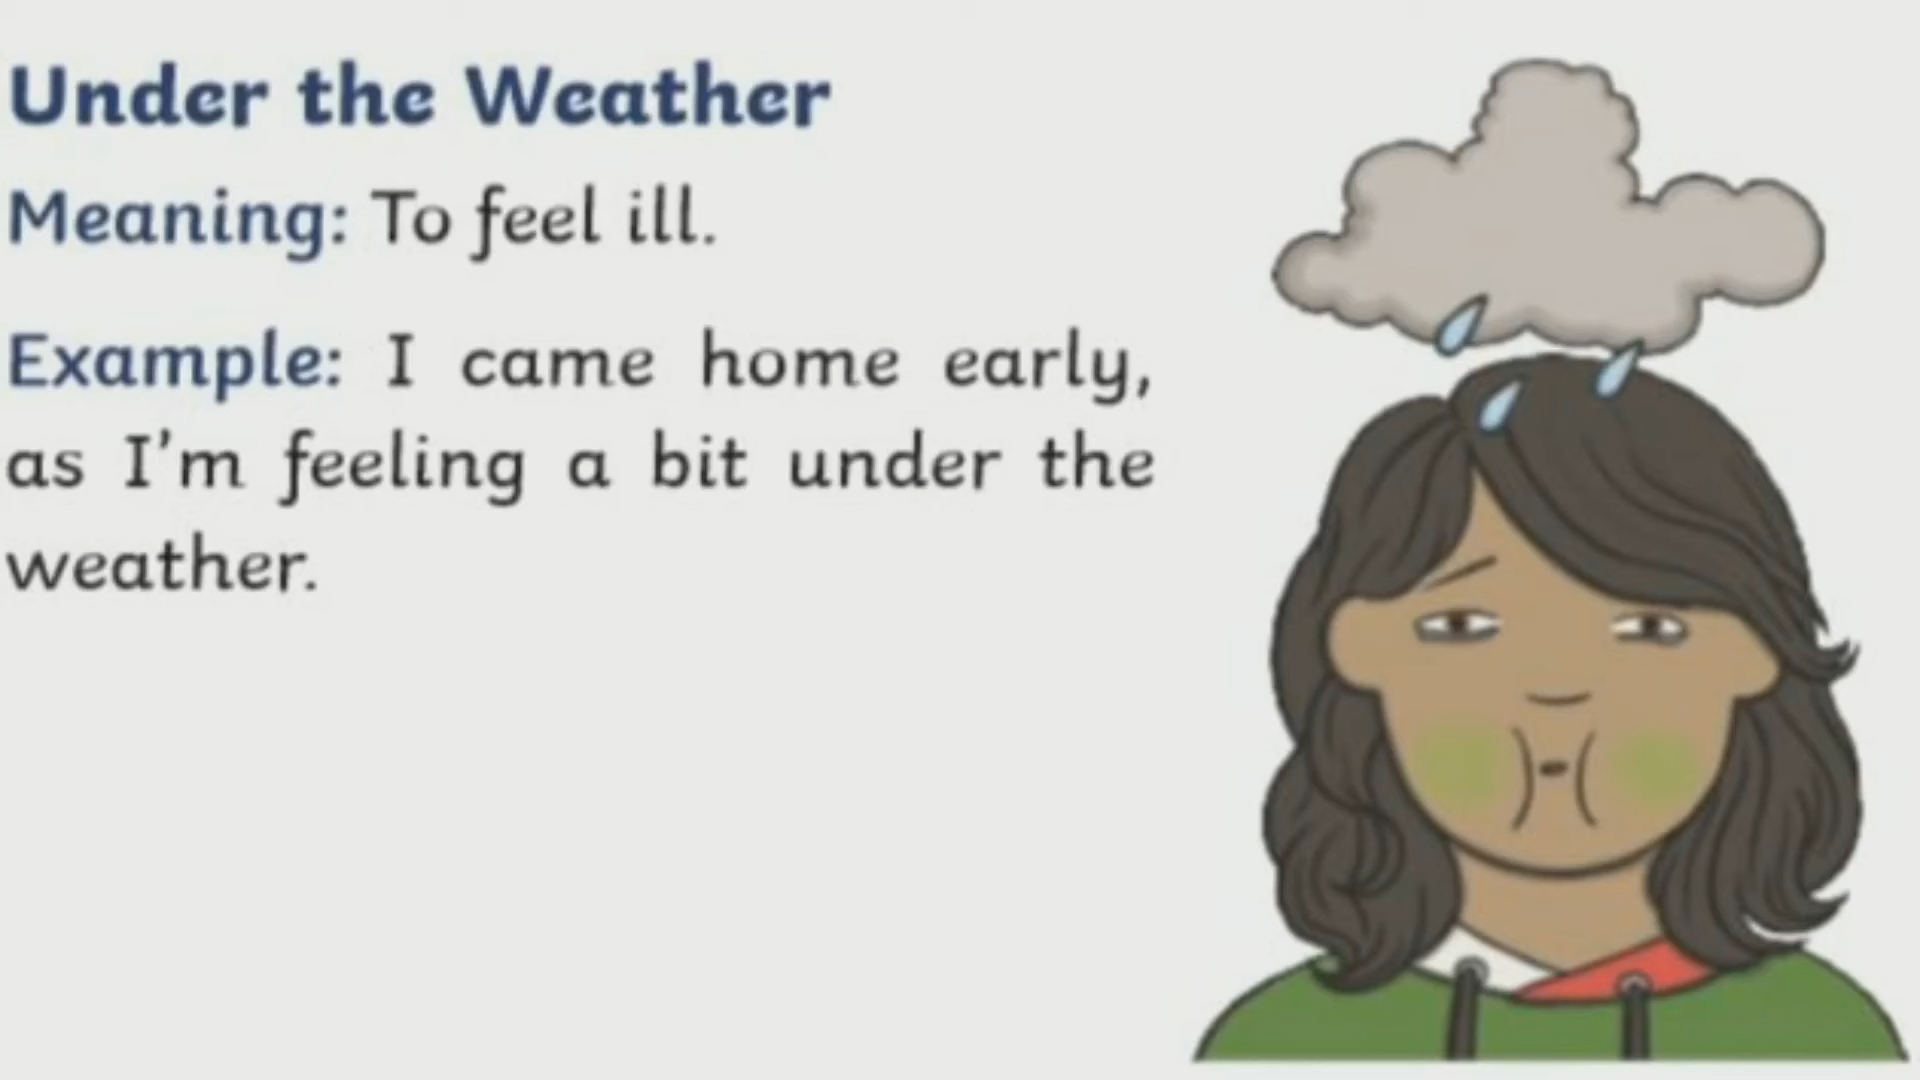 Under the Weather
Meaning: To feel ill.
Example: I came home early,
as I'm feeling a bit under the
weather.